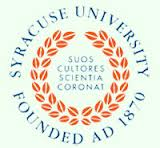 SYRACUSE UNIVERSITY
SUOS
CULTORES
SCIENTIA
CORONAT
FOUNDED AD 1870